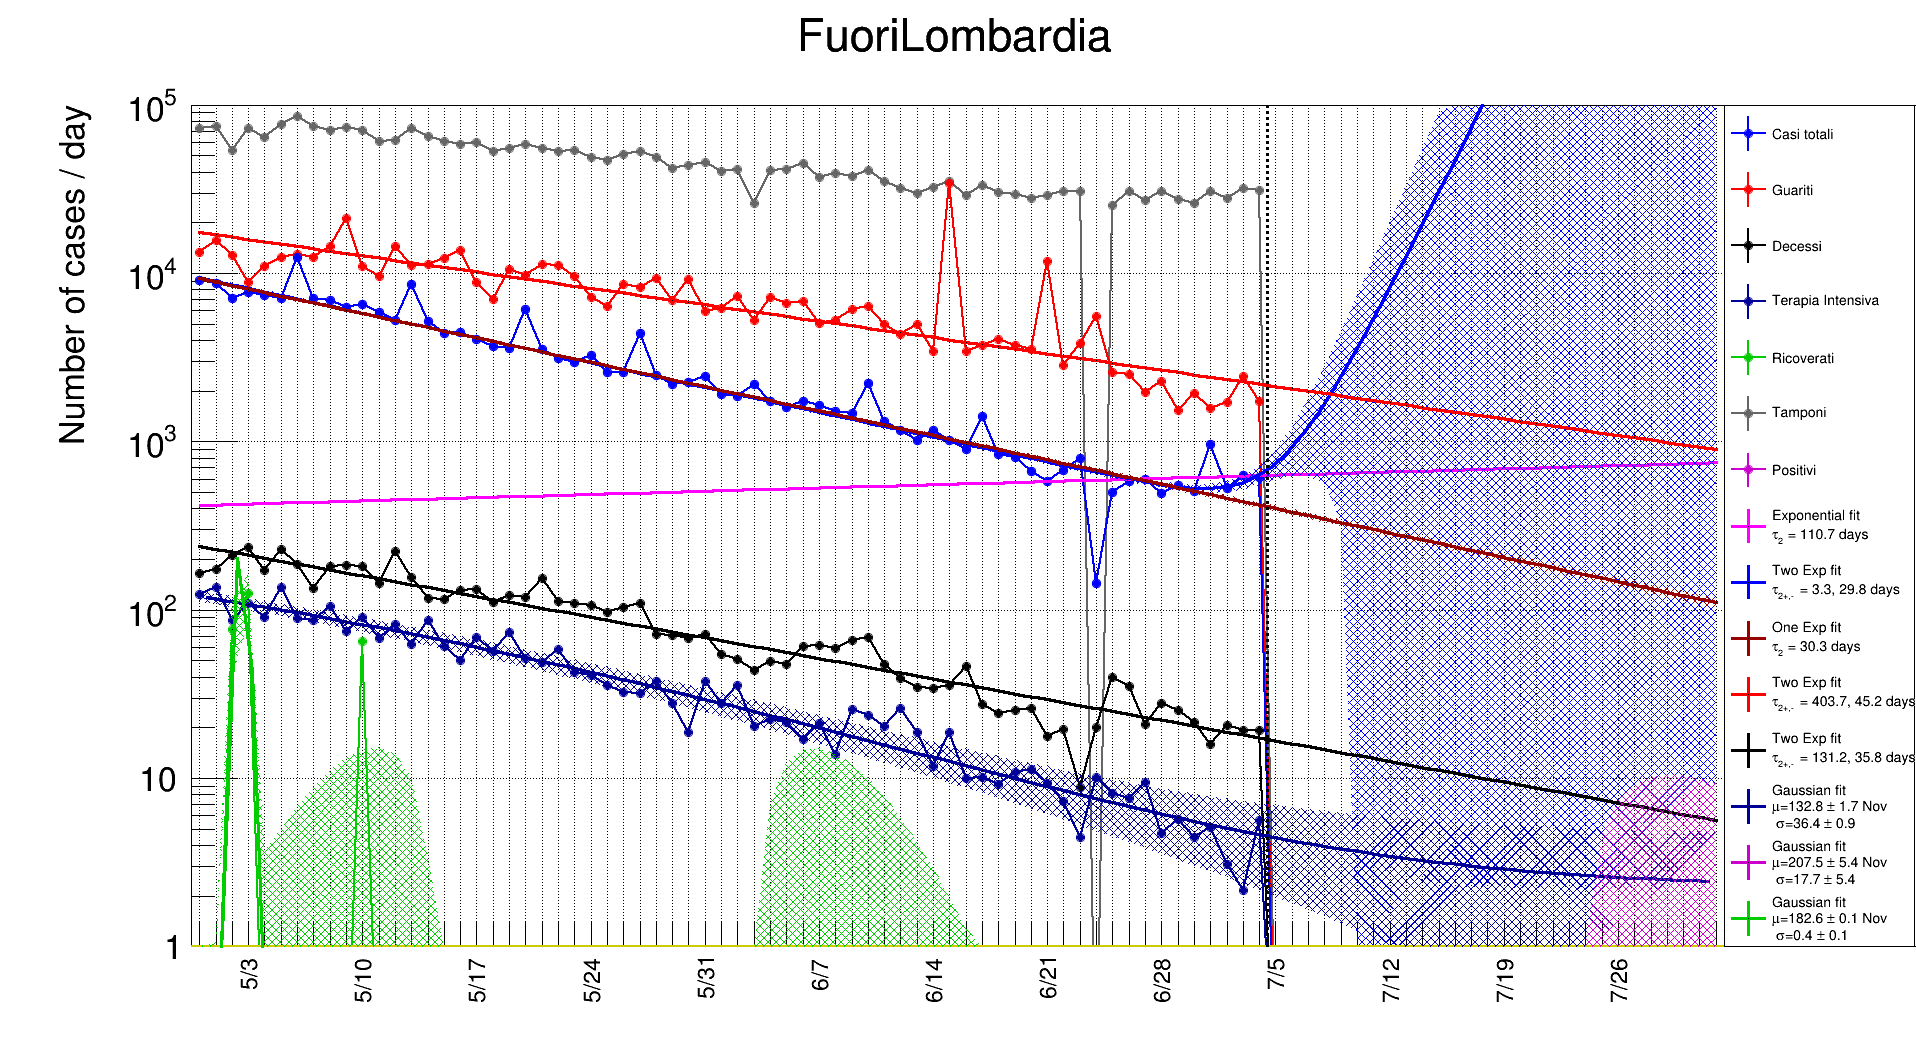 FuoriLombardia
Number of cases / day
10^5
10^4
10^3
10^2
10
1
5/3
5/10
5/17
5/24
5/31
6/7
6/14
6/21
6/28
7/5
7/12
7/19
7/26
Casi totali
Guariti
Decessi
Terapia Intensiva
Ricoverati
Tamponi
Positivi
Exponential fit
τ2 = 110.7 days
Two Exp fit
τ2+,- = 3.3, 29.8 days
One Exp fit
τ2 = 30.3 days
Two Exp fit
τ2+,- = 403.7, 45.2 days
Two Exp fit
τ2+,- = 131.2, 35.8 days
Gaussian fit
μ=132.8 ± 1.7 Nov
σ=36.4 ± 0.9
Gaussian fit
μ=207.5 ± 5.4 Nov
σ=17.7 ± 5.4
Gaussian fit
μ=182.6 ± 0.1 Nov
σ=0.4 ± 0.1